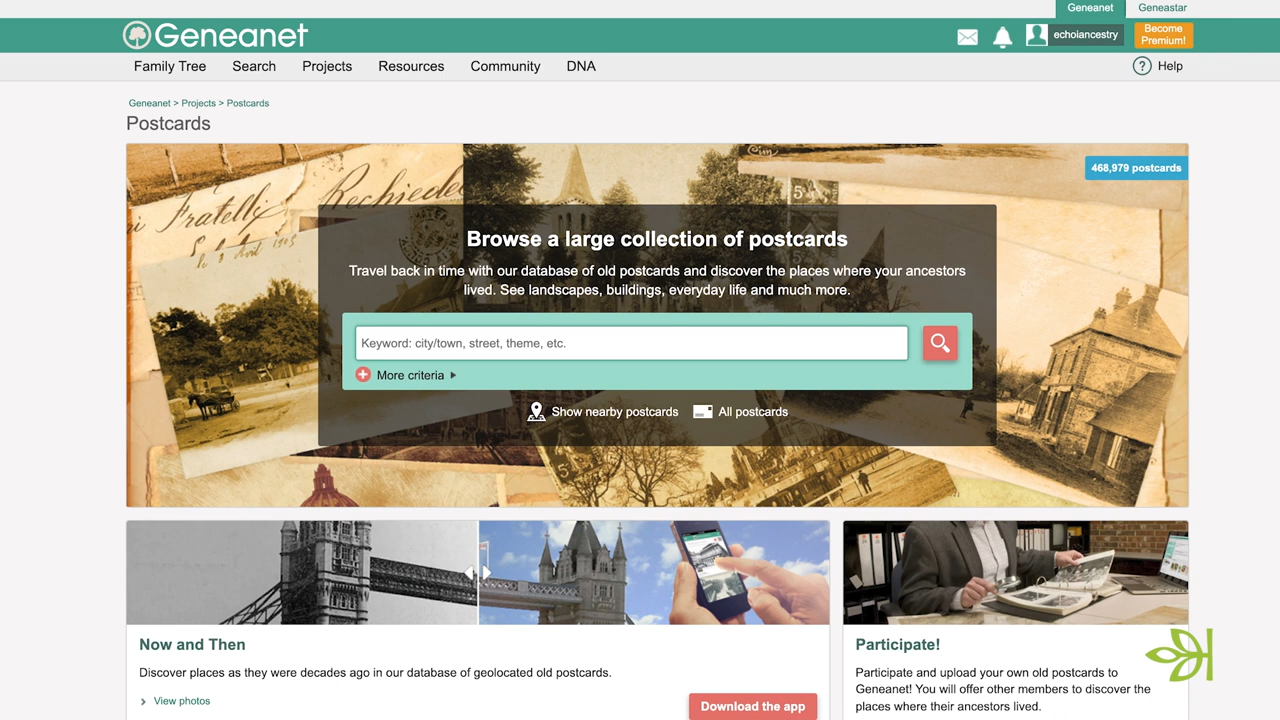 Geneanet
Geneastar
Geneanet
echoiancestry
Become
Premium!
Family Tree
Search
Projects
Resources
Community
DNA
? Help
Geneanet > Projects > Postcards
Postcards
468,979 postcards
Fratelli
Rechiede
Browse a large collection of postcards
Travel back in time with our database of old postcards and discover the places where your ancestors
lived. See landscapes, buildings, everyday life and much more.
Keyword: city/town, street, theme, etc.
More criteria
Show nearby postcards
All postcards
Now and Then
Discover places as they were decades ago in our database of geolocated old postcards.
View photos
Download the app
Participate!
Participate and upload your own old postcards to
Geneanet! You will offer other members to discover the
places where their ancestors lived.